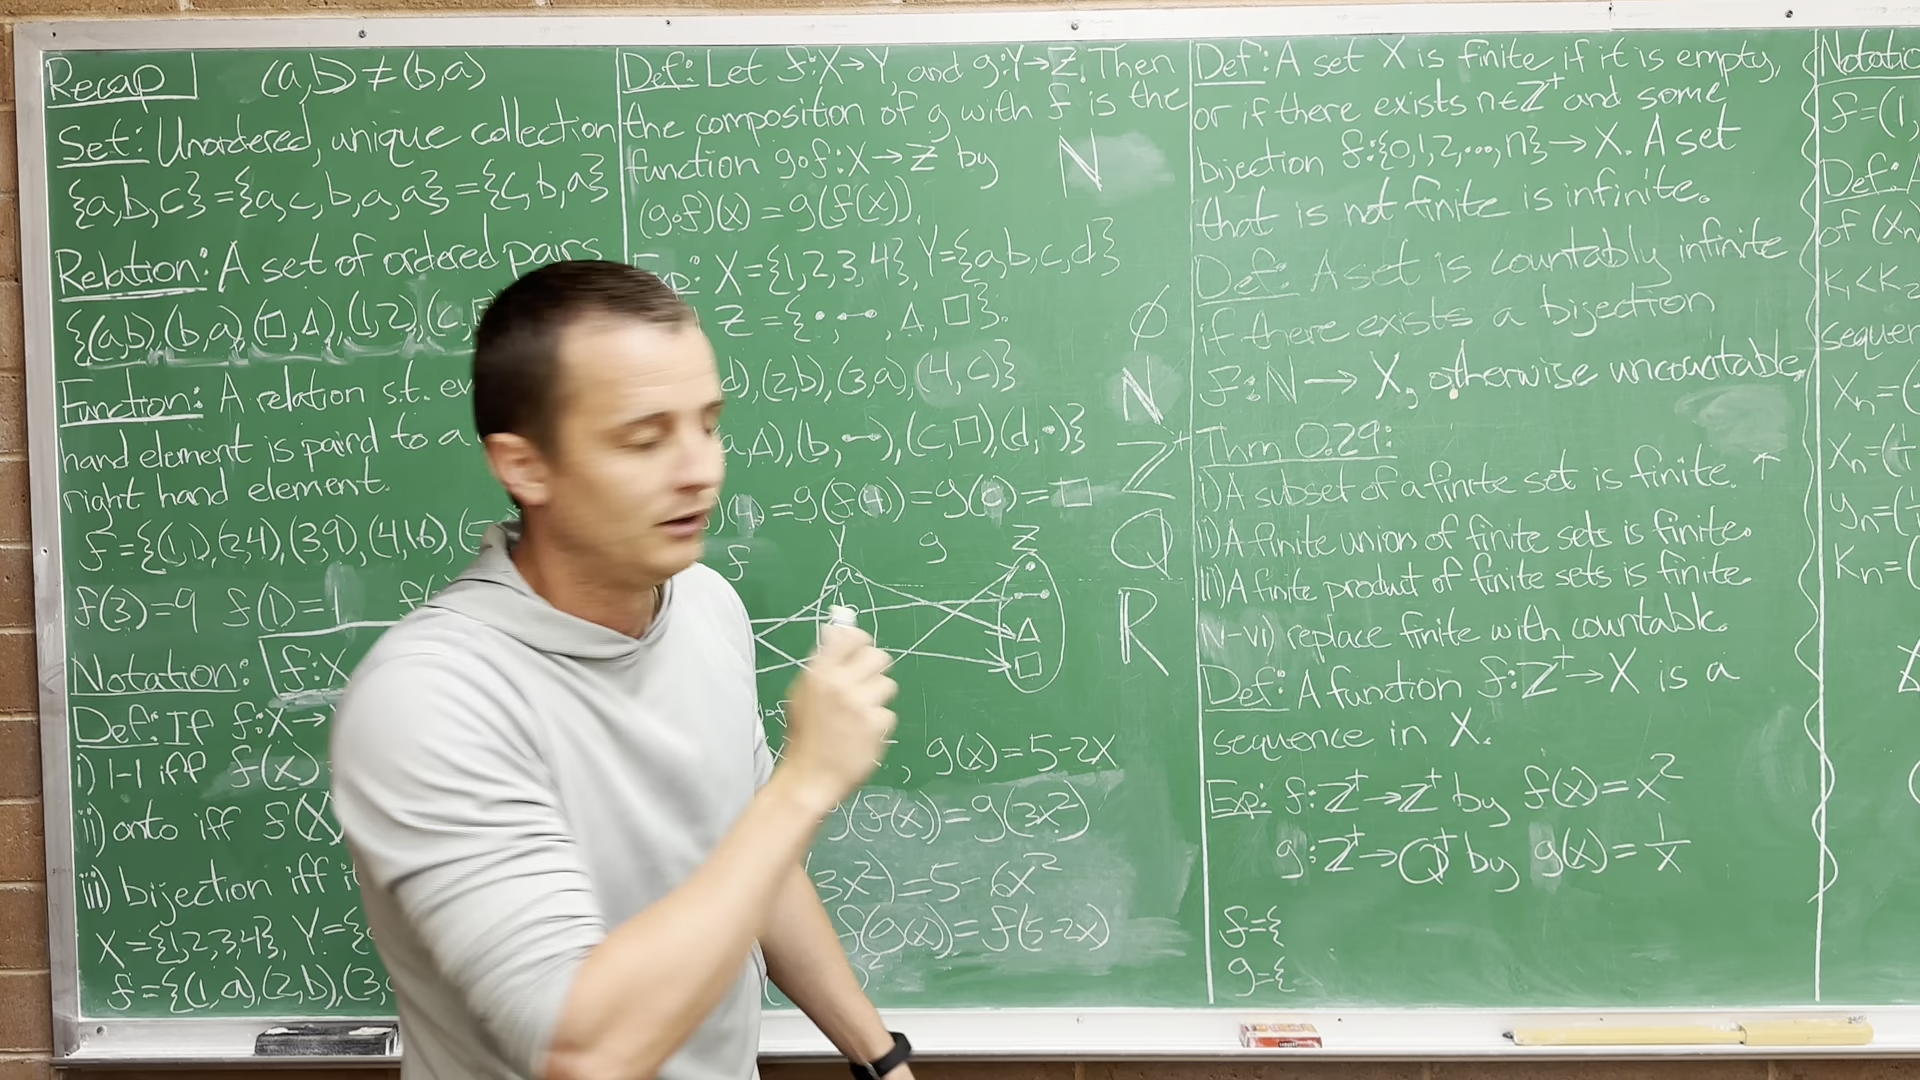 Recap (a,b) ≠ (b,a)
Set: Unordered, unique collection
{a,b,c}={a,c,b,a,a}={c,b,a}
Relation: A set of ordered pairs
{(a,b),(b,a),(□,Δ),(1,2),(c,
Function: A relation s.t.
hand element is paird to a
right hand element.
f={(1,1),(2,4),(3,9),(4,16),(5
f(3)=9 f(1)=1
Notation: f:X
Def: If f:X→
i) 1-1 iff f(x)
ii) onto iff f(X)
iii) bijection iff
X={1,2,3,4}, Y={
f={(1,a),(2,b),(3,
Def: Let f:X→Y, and g:Y→Z. Then
the composition of g with f is the
function g∘f:X→Z by
(g∘f)(x)=g(f(x)).
Exp: X={1,2,3,4}, Y={a,b,c,d}
Z={•,•–•,Δ,□}.
d),(2,b),(3,a),(4,c)}
a,Δ),(b,•–•),(c,□)(d,•)}
(4)=g(f(4))=g(c)=□
f Y g Z
a •
•–•
Δ
□
, g(x)=5-2x
g(f(x))=g(3x²)
(3x²)=5-6x²
f(g(x))=f(5-2x)
N
∅
N
Z⁺
Q
R
Def: A set X is finite if it is empty,
or if there exists n∈Z⁺ and some
bijection f:{0,1,2,...,n}→X. A set
that is not finite is infinite.
Def: A set is countably infinite
if there exists a bijection
f:N→X, otherwise uncountable.
Thm 0.29:
i) A subset of a finite set is finite. ↑
ii) A finite union of finite sets is finite.
iii) A finite product of finite sets is finite.
iv-vi) replace finite with countable.
Def: A function f:Z⁺→X is a
sequence in X.
Exp: f:Z⁺→Z⁺ by f(x)=x²
g:Z⁺→Q⁺ by g(x)=1/x
f={
g={
f=(1,
Def:
of (xn
k₁<k₂
xn=(
xn=(
yn=(
kn=(